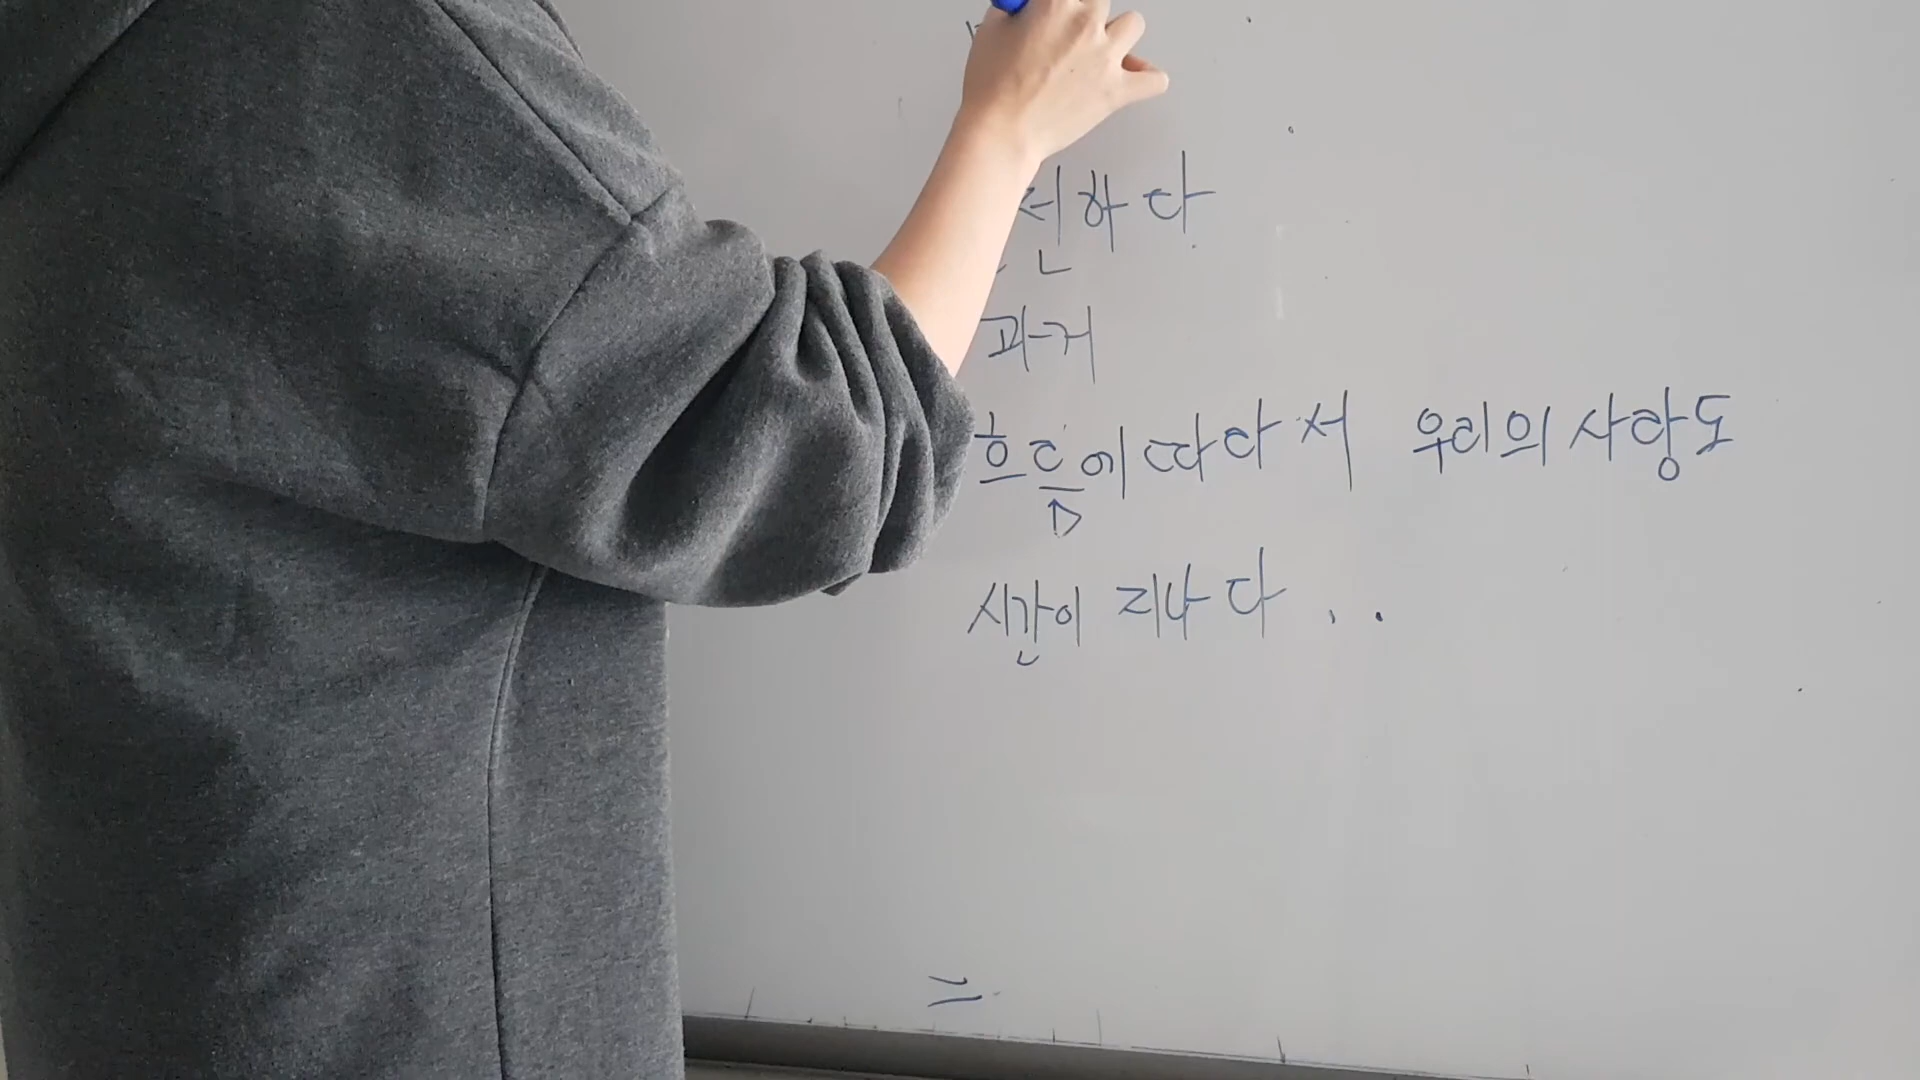 전하다
과거
흐름에 따라서 우리의 사랑도
시간이 지나다 . .